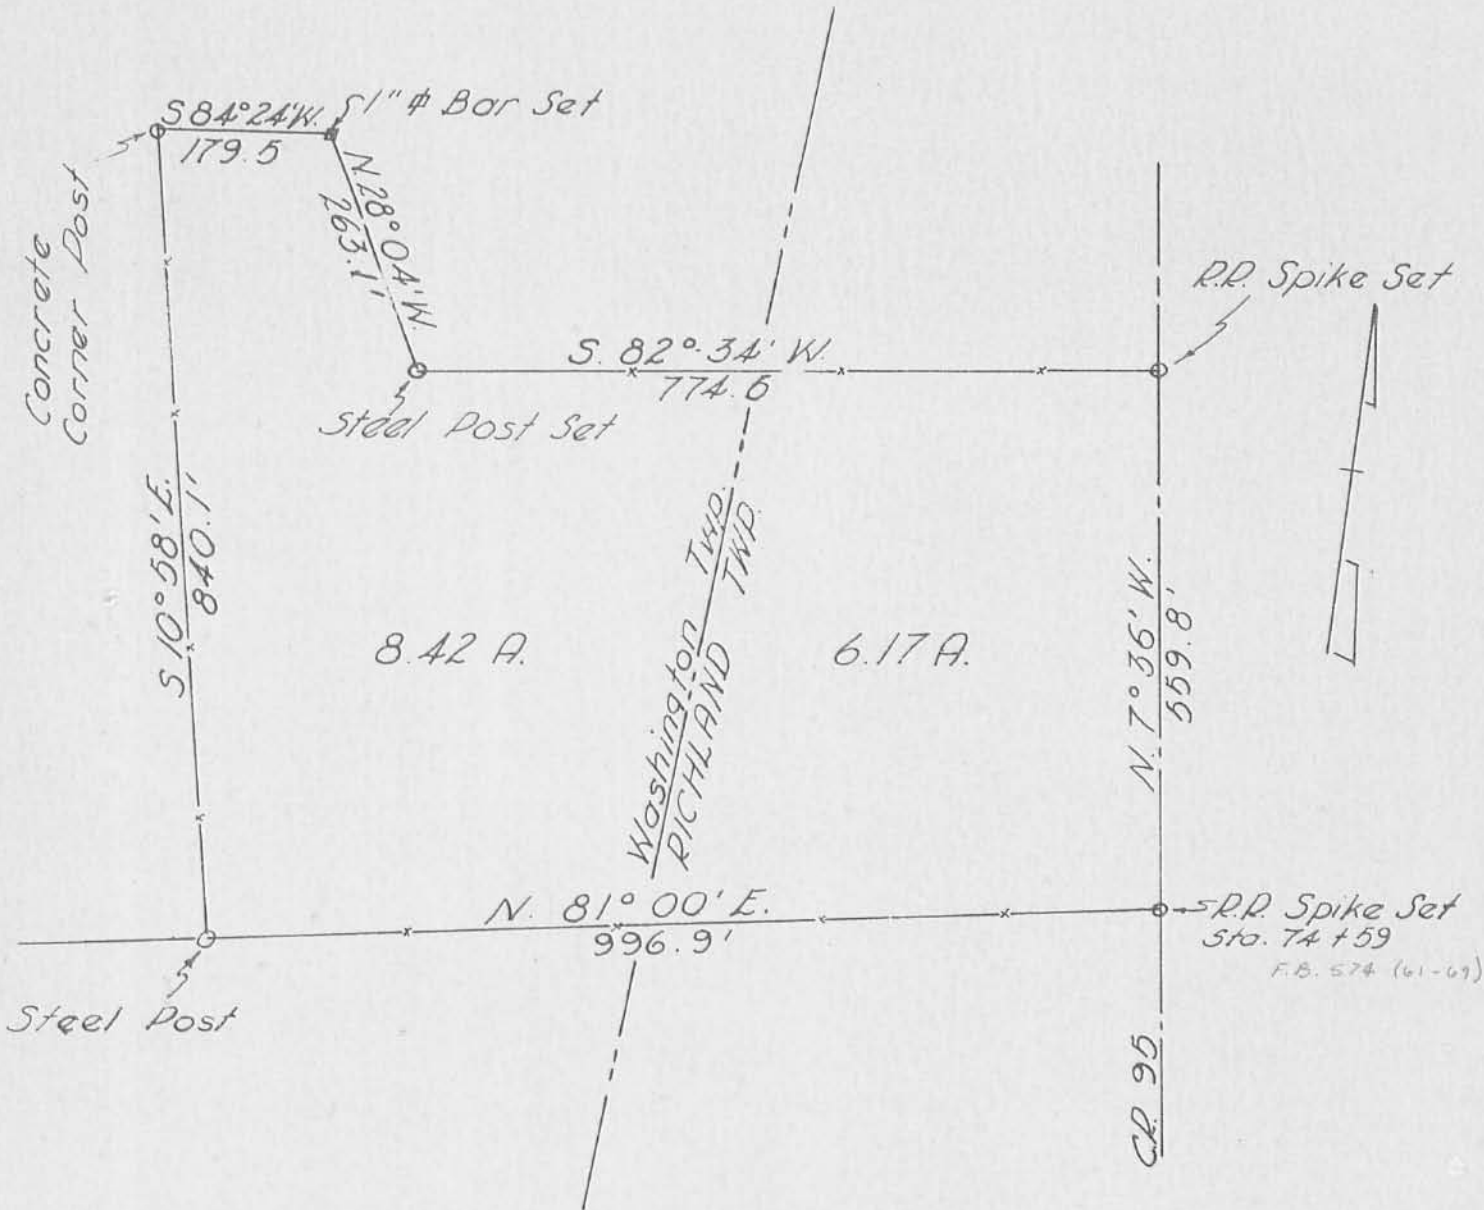 S 84° 24' W.
179.5
1" ⌽ Bar Set
Concrete
Corner Post
N. 28° 04' W.
263.1'
R.R. Spike Set
S. 82° 34' W.
774.6
Steel Post Set
S 10° 58' E.
840.1'
Washington Twp.
RICHLAND TWP.
8.42 A.
6.17 A.
N. 7° 36' W.
559.8'
N. 81° 00' E.
996.9'
R.R. Spike Set
Sta. 74 + 59
F.B. 574 (61-69)
Steel Post
C.R. 95